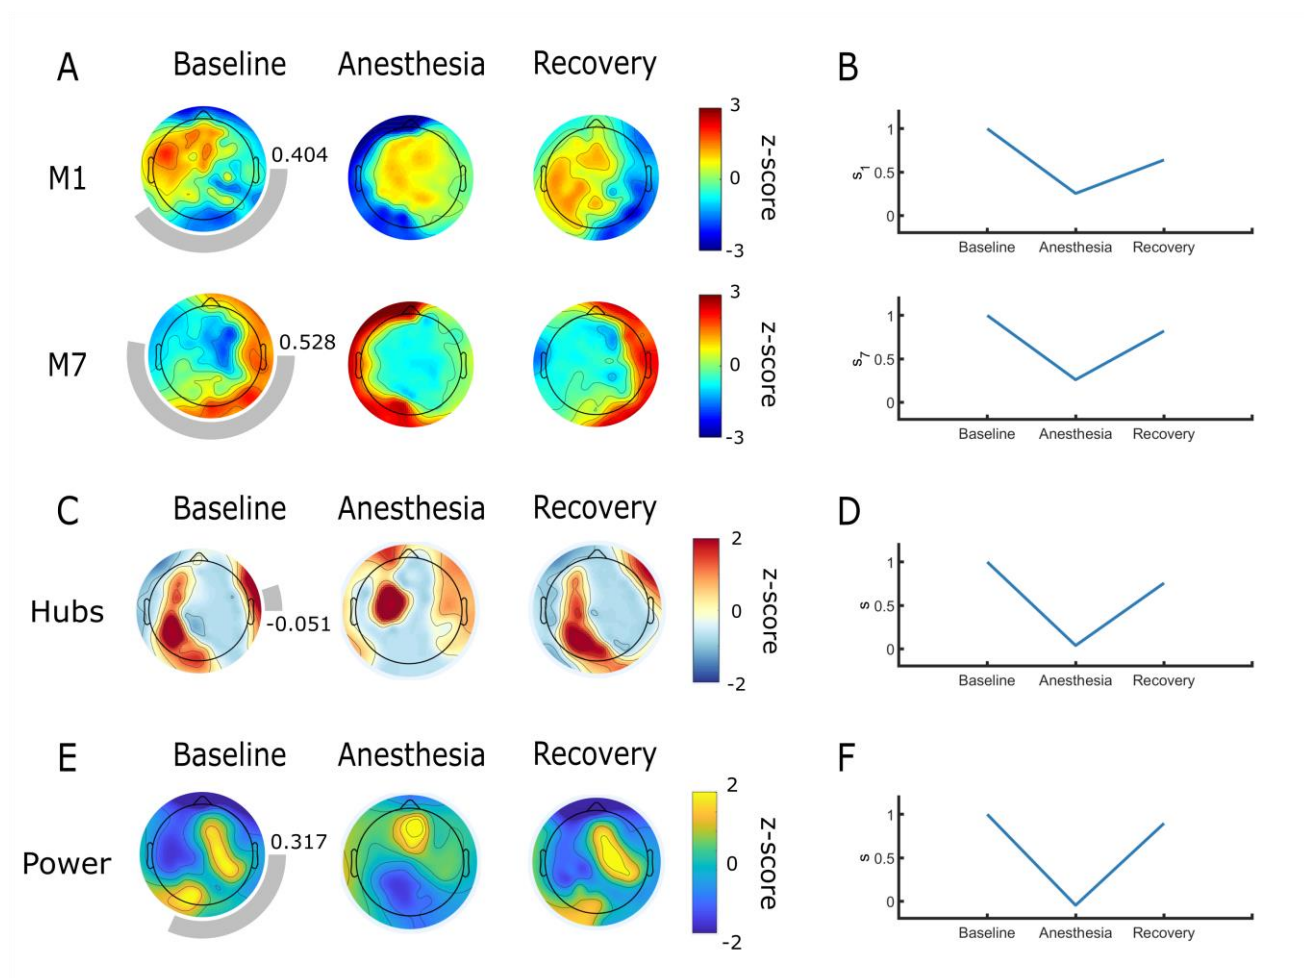 A
Baseline Anesthesia Recovery
B
M1
0.404
3
0
-3
z-score
1
0.5
0
s1
Baseline Anesthesia Recovery
M7
0.528
3
0
-3
z-score
1
0.5
0
s7
Baseline Anesthesia Recovery
C
Baseline Anesthesia Recovery
D
Hubs
-0.051
2
0
-2
z-score
1
0.5
0
s
Baseline Anesthesia Recovery
E
Baseline Anesthesia Recovery
F
Power
0.317
2
0
-2
z-score
1
0.5
0
s
Baseline Anesthesia Recovery